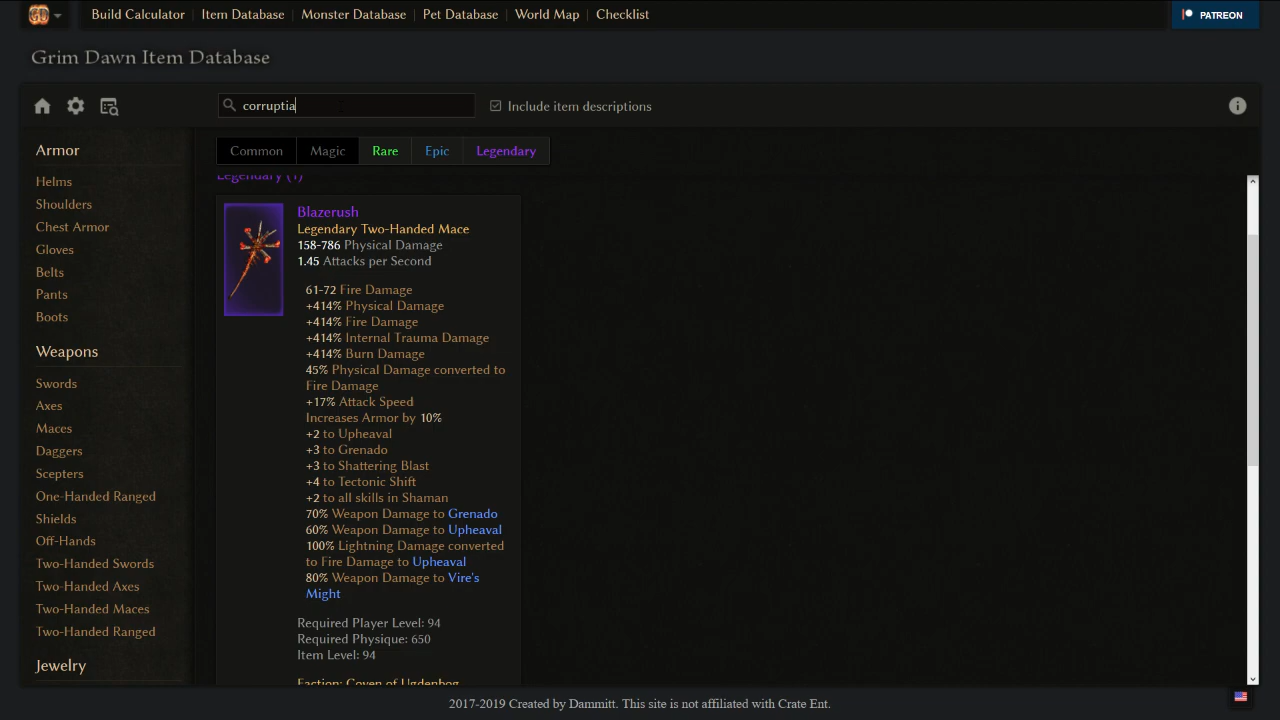 Build Calculator
Item Database
Monster Database
Pet Database
World Map
Checklist
PATREON
Grim Dawn Item Database
corruptia
Include item descriptions
Armor
Helms
Shoulders
Chest Armor
Gloves
Belts
Pants
Boots
Weapons
Swords
Axes
Maces
Daggers
Scepters
One-Handed Ranged
Shields
Off-Hands
Two-Handed Swords
Two-Handed Axes
Two-Handed Maces
Two-Handed Ranged
Jewelry
Common
Magic
Rare
Epic
Legendary
Legendary (1)
Blazerush
Legendary Two-Handed Mace
158-786 Physical Damage
1.45 Attacks per Second
61-72 Fire Damage
+414% Physical Damage
+414% Fire Damage
+414% Internal Trauma Damage
+414% Burn Damage
45% Physical Damage converted to
Fire Damage
+17% Attack Speed
Increases Armor by 10%
+2 to Upheaval
+3 to Grenado
+3 to Shattering Blast
+4 to Tectonic Shift
+2 to all skills in Shaman
70% Weapon Damage to Grenado
60% Weapon Damage to Upheaval
100% Lightning Damage converted
to Fire Damage to Upheaval
80% Weapon Damage to Vire's
Might
Required Player Level: 94
Required Physique: 650
Item Level: 94
Faction: Coven of Ugdenbog
2017-2019 Created by Dammitt. This site is not affiliated with Crate Ent.